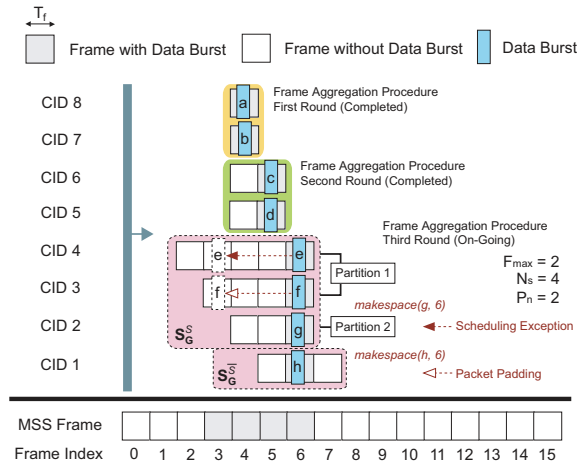 T_f
Frame with Data Burst
Frame without Data Burst
Data Burst
CID 8
a
Frame Aggregation Procedure
First Round (Completed)
CID 7
b
CID 6
c
Frame Aggregation Procedure
Second Round (Completed)
CID 5
d
Frame Aggregation Procedure
Third Round (On-Going)
CID 4
e
e
Partition 1
F_max = 2
N_s = 4
P_n = 2
CID 3
f
f
makespace(g, 6)
CID 2
S_G^S
g
Partition 2
Scheduling Exception
makespace(h, 6)
CID 1
S_G^S̅
h
Packet Padding
MSS Frame
Frame Index
0 1 2 3 4 5 6 7 8 9 10 11 12 13 14 15